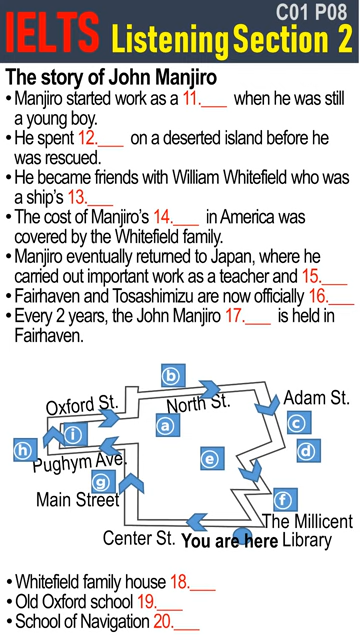 C01 P08
IELTS Listening Section 2
The story of John Manjiro
• Manjiro started work as a 11.___ when he was still
a young boy.
• He spent 12.___ on a deserted island before he
was rescued.
• He became friends with William Whitefield who was
a ship's 13.___
• The cost of Manjiro's 14.___ in America was
covered by the Whitefield family.
• Manjiro eventually returned to Japan, where he
carried out important work as a teacher and 15.___
• Fairhaven and Tosashimizu are now officially 16.___
• Every 2 years, the John Manjiro 17.___ is held in
Fairhaven.
b
Oxford St.
North St.
Adam St.
a
c
i
h
d
e
Pughym Ave.
g
Main Street
f
The Millicent
Center St. You are here Library
• Whitefield family house 18.___
• Old Oxford school 19.___
• School of Navigation 20.___